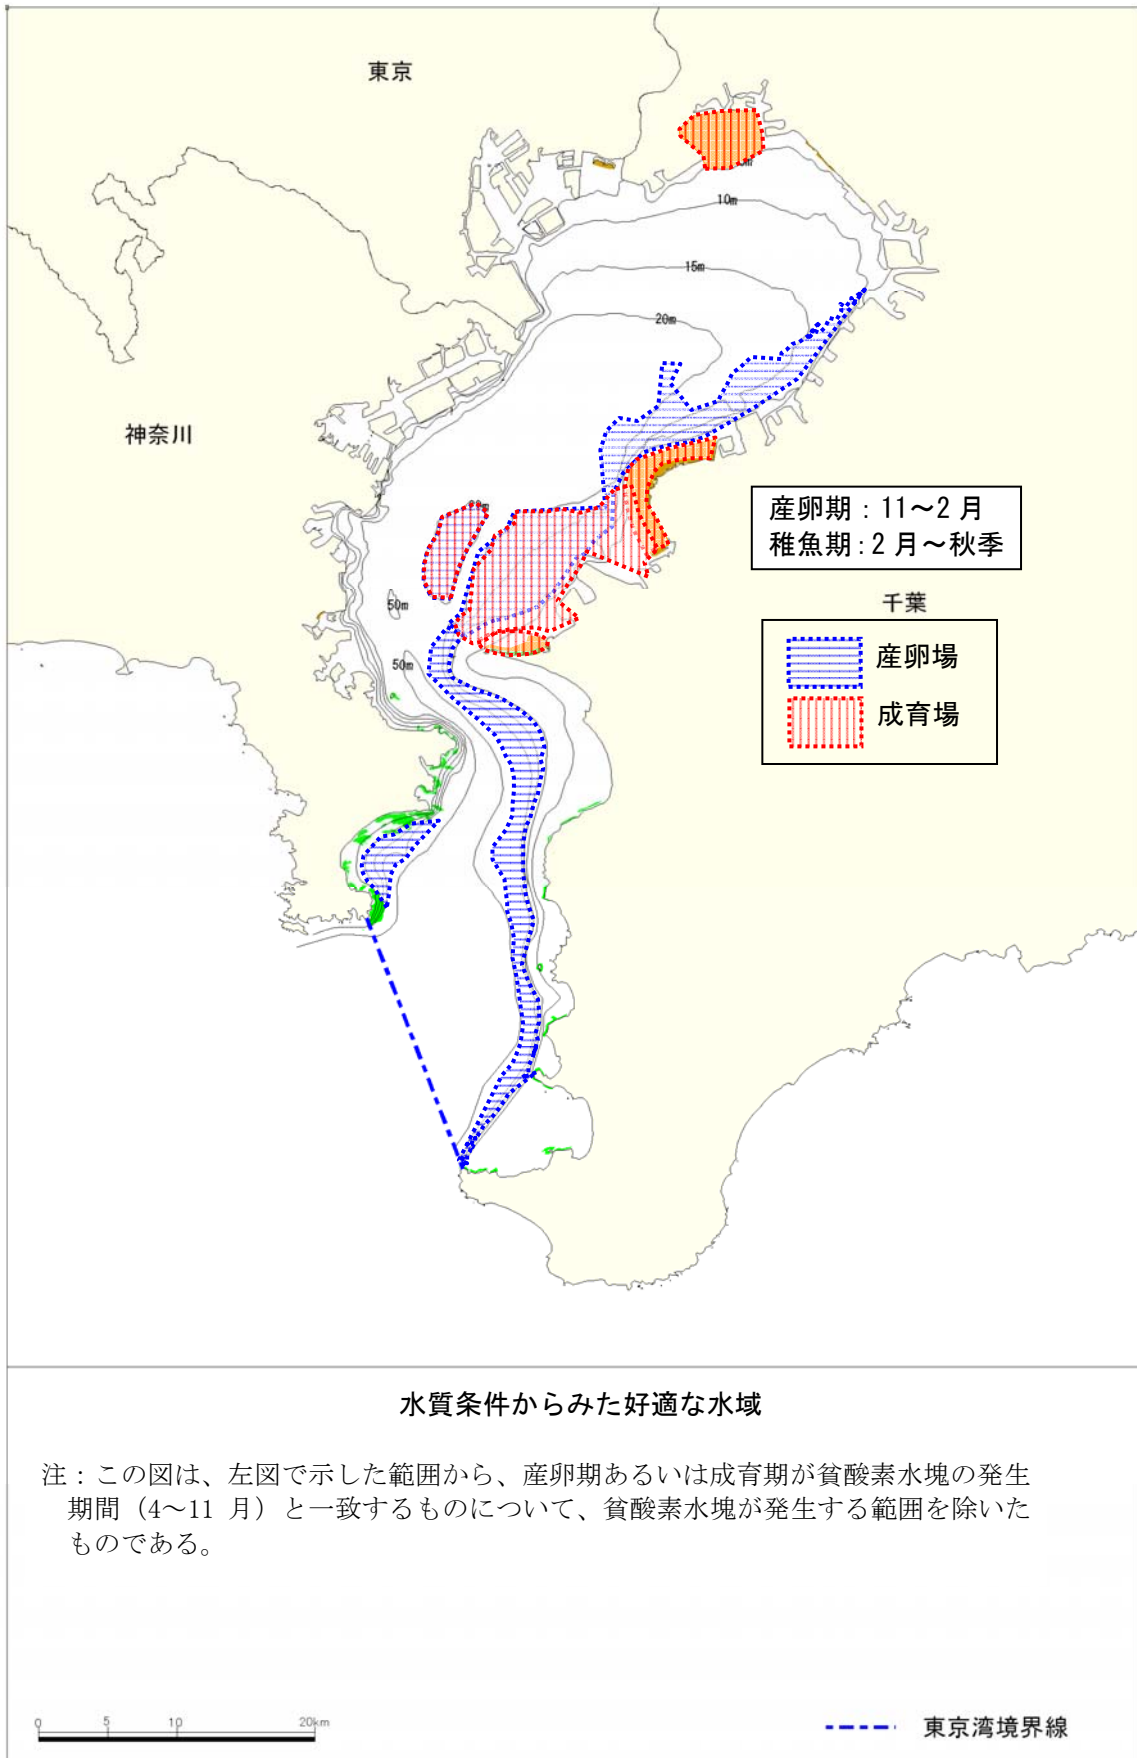 東京
10m
15m
20m
神奈川
産卵期：11～2 月
稚魚期：2 月～秋季
千葉
産卵場
成育場
50m
50m
水質条件からみた好適な水域
注：この図は、左図で示した範囲から、産卵期あるいは成育期が貧酸素水塊の発生
期間（4～11 月）と一致するものについて、貧酸素水塊が発生する範囲を除いた
ものである。
0 5 10 20km
東京湾境界線